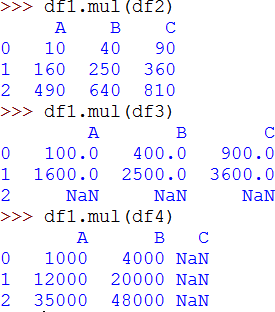 >>> df1.mul(df2)
     A    B    C
0   10   40   90
1  160  250  360
2  490  640  810
>>> df1.mul(df3)
        A       B       C
0   100.0   400.0   900.0
1  1600.0  2500.0  3600.0
2     NaN     NaN     NaN
>>> df1.mul(df4)
       A      B   C
0   1000   4000 NaN
1  12000  20000 NaN
2  35000  48000 NaN